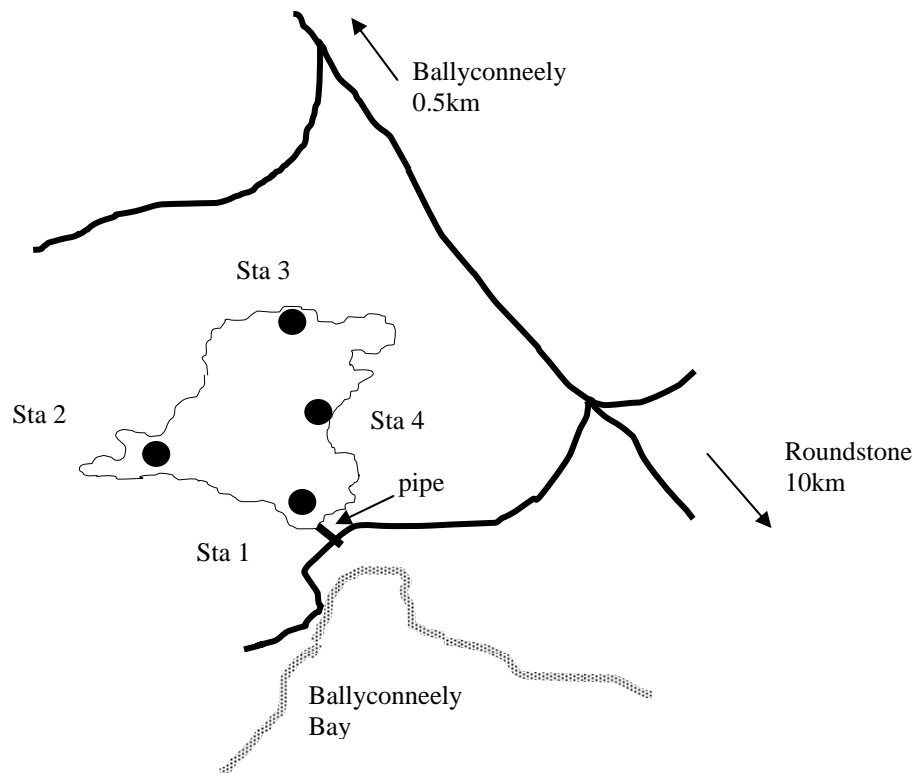 Ballyconneely
0.5km
Sta 3
Sta 2
Sta 4
Roundstone
10km
pipe
Sta 1
Ballyconneely
Bay